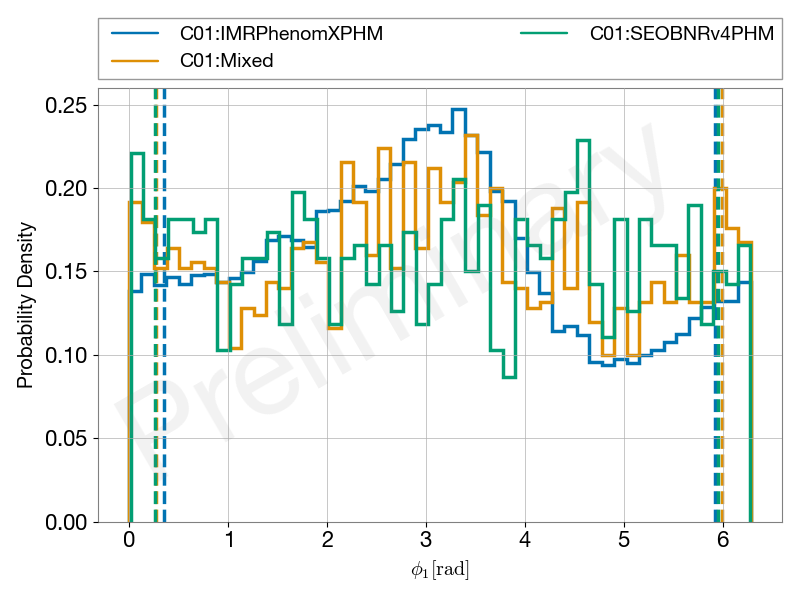 C01:IMRPhenomXPHM
C01:Mixed
C01:SEOBNRv4PHM
Preliminary
0.25
0.20
0.15
0.10
0.05
0.00
Probability Density
0 1 2 3 4 5 6
ϕ₁[rad]